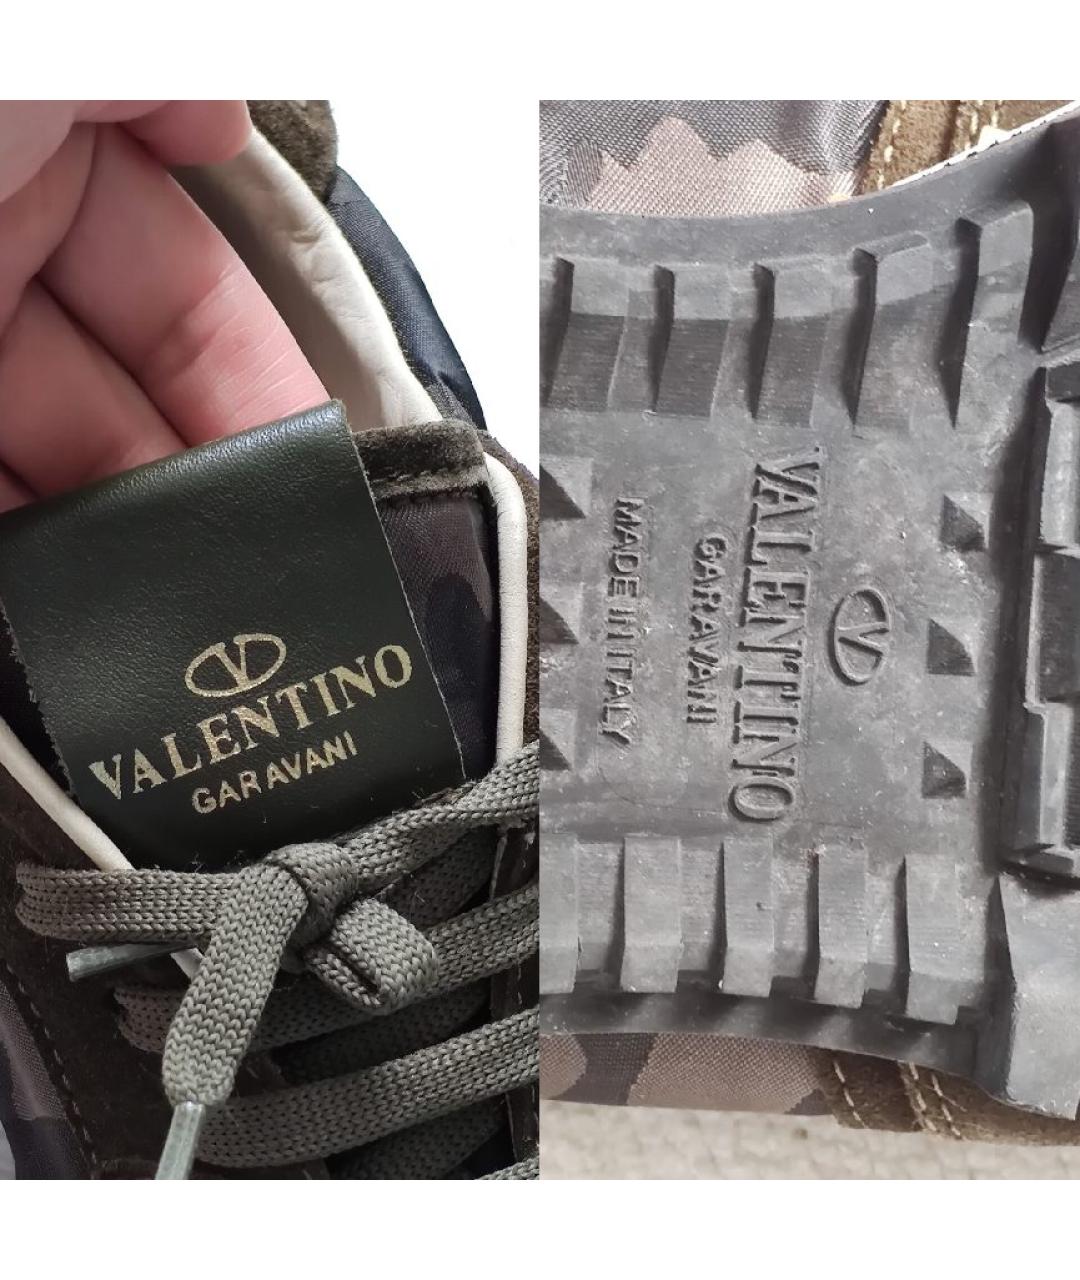 V
VALENTINO
GARAVANI
V
VALENTINO
GARAVANI
MADE IN ITALY